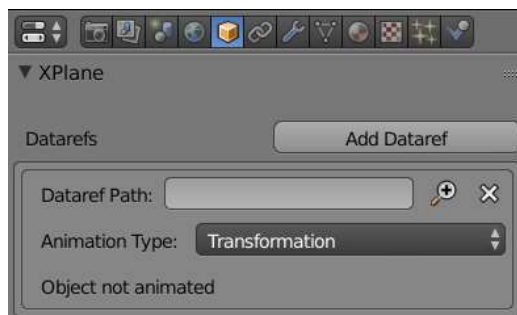 XPlane
Datarefs Add Dataref
Dataref Path:
Animation Type: Transformation
Object not animated